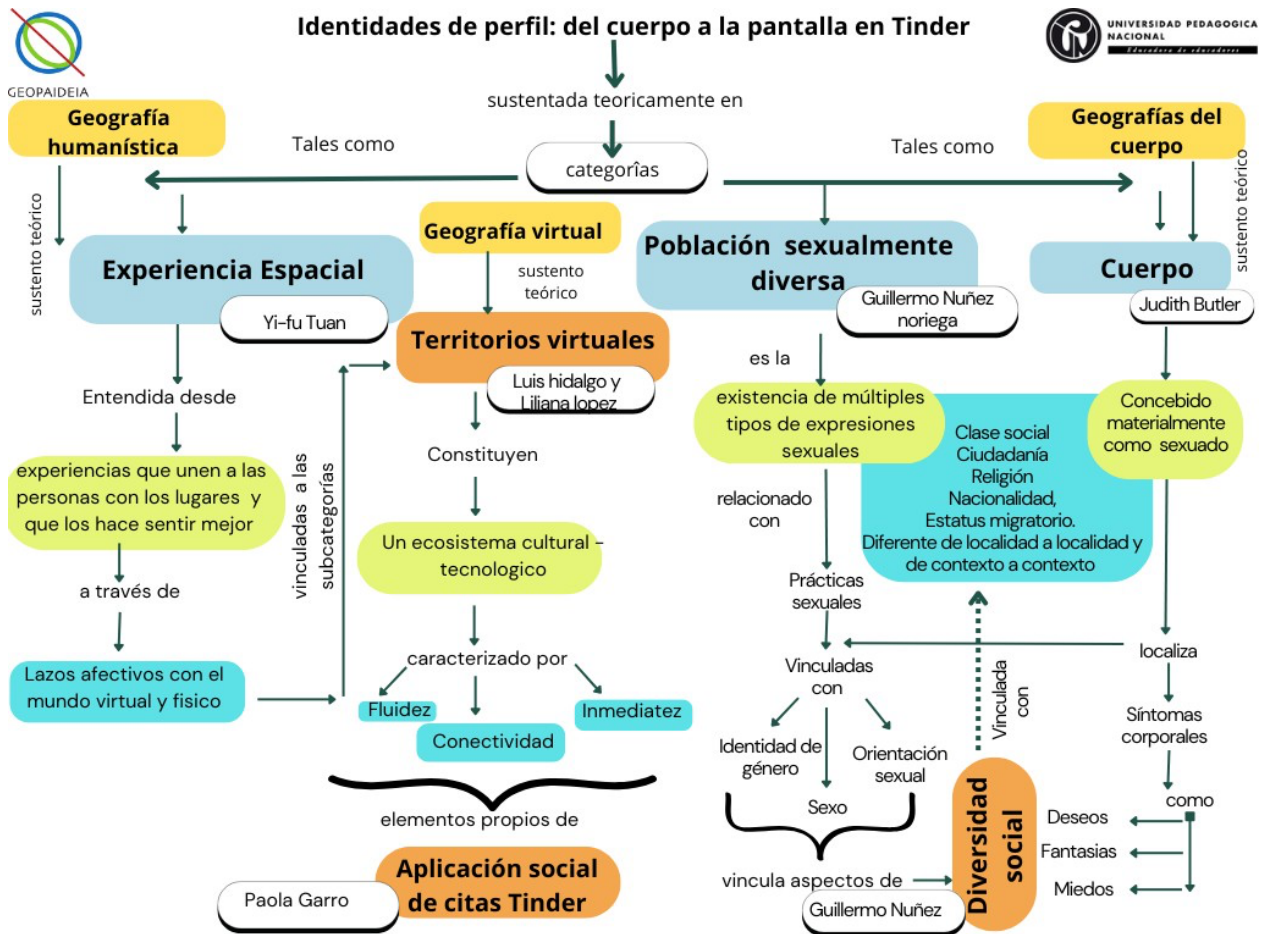 Identidades de perfil: del cuerpo a la pantalla en Tinder
GEOPAIDEIA
UNIVERSIDAD PEDAGOGICA
NACIONAL
Educadora de educadores
sustentada teoricamente en
categorîas
Tales como
Tales como
Geografía
humanística
sustento teórico
Experiencia Espacial
Yi-fu Tuan
Entendida desde
experiencias que unen a las
personas con los lugares y
que los hace sentir mejor
a través de
Lazos afectivos con el
mundo virtual y fisico
vinculadas a las
subcategorías
Geografía virtual
sustento
teórico
Territorios virtuales
Luis hidalgo y
Liliana lopez
Constituyen
Un ecosistema cultural -
tecnologico
caracterizado por
Fluidez
Conectividad
Inmediatez
elementos propios de
Aplicación social
de citas Tinder
Paola Garro
Población sexualmente
diversa
Guillermo Nuñez
noriega
es la
existencia de múltiples
tipos de expresiones
sexuales
relacionado
con
Prácticas
sexuales
Vinculadas
con
Identidad de
género
Sexo
Orientación
sexual
vincula aspectos de
Guillermo Nuñez
Diversidad
social
Vinculada
con
Clase social
Ciudadanía
Religión
Nacionalidad,
Estatus migratorio.
Diferente de localidad a localidad y
de contexto a contexto
Geografías del
cuerpo
sustento teórico
Cuerpo
Judith Butler
Concebido
materialmente
como sexuado
localiza
Síntomas
corporales
como
Deseos
Fantasias
Miedos